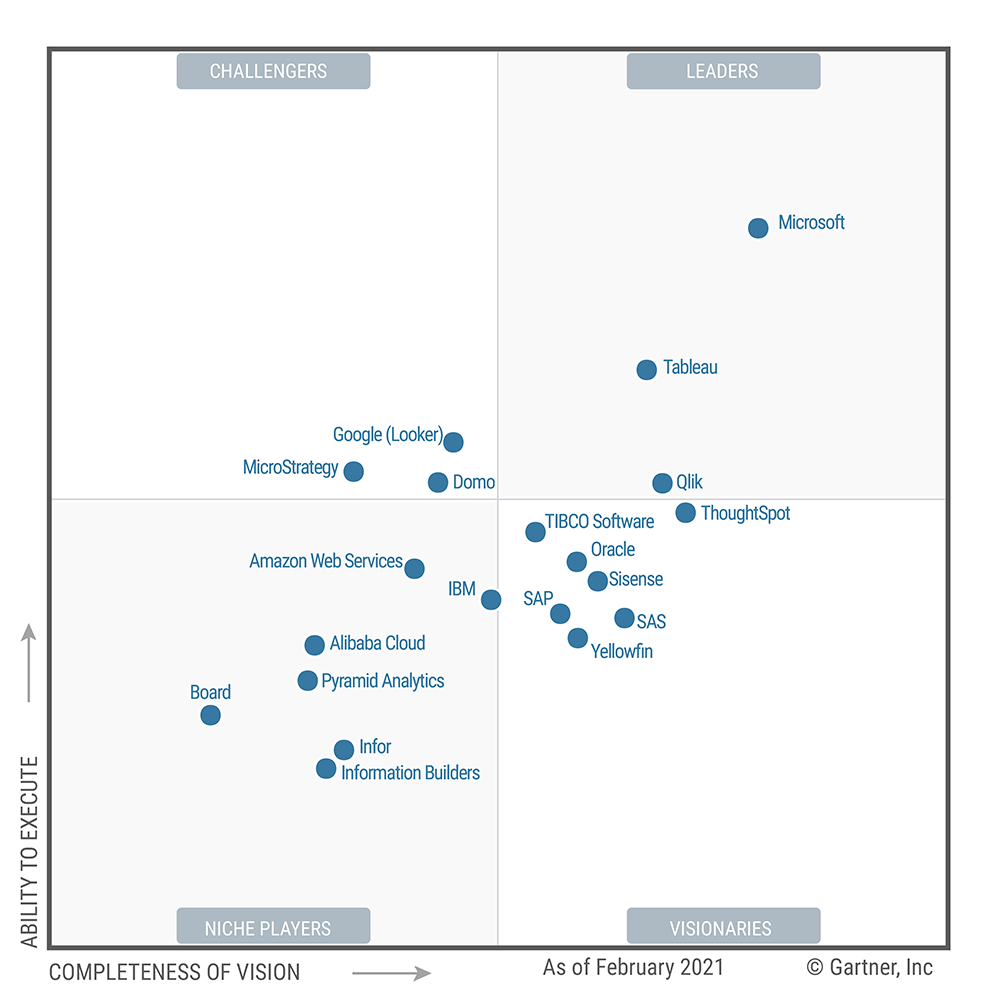 CHALLENGERS
LEADERS
Microsoft
Tableau
Google (Looker)
MicroStrategy
Domo
Qlik
ThoughtSpot
TIBCO Software
Oracle
Amazon Web Services
Sisense
IBM
SAP
SAS
Alibaba Cloud
Yellowfin
Pyramid Analytics
Board
Infor
Information Builders
NICHE PLAYERS
VISIONARIES
ABILITY TO EXECUTE
COMPLETENESS OF VISION
As of February 2021
© Gartner, Inc